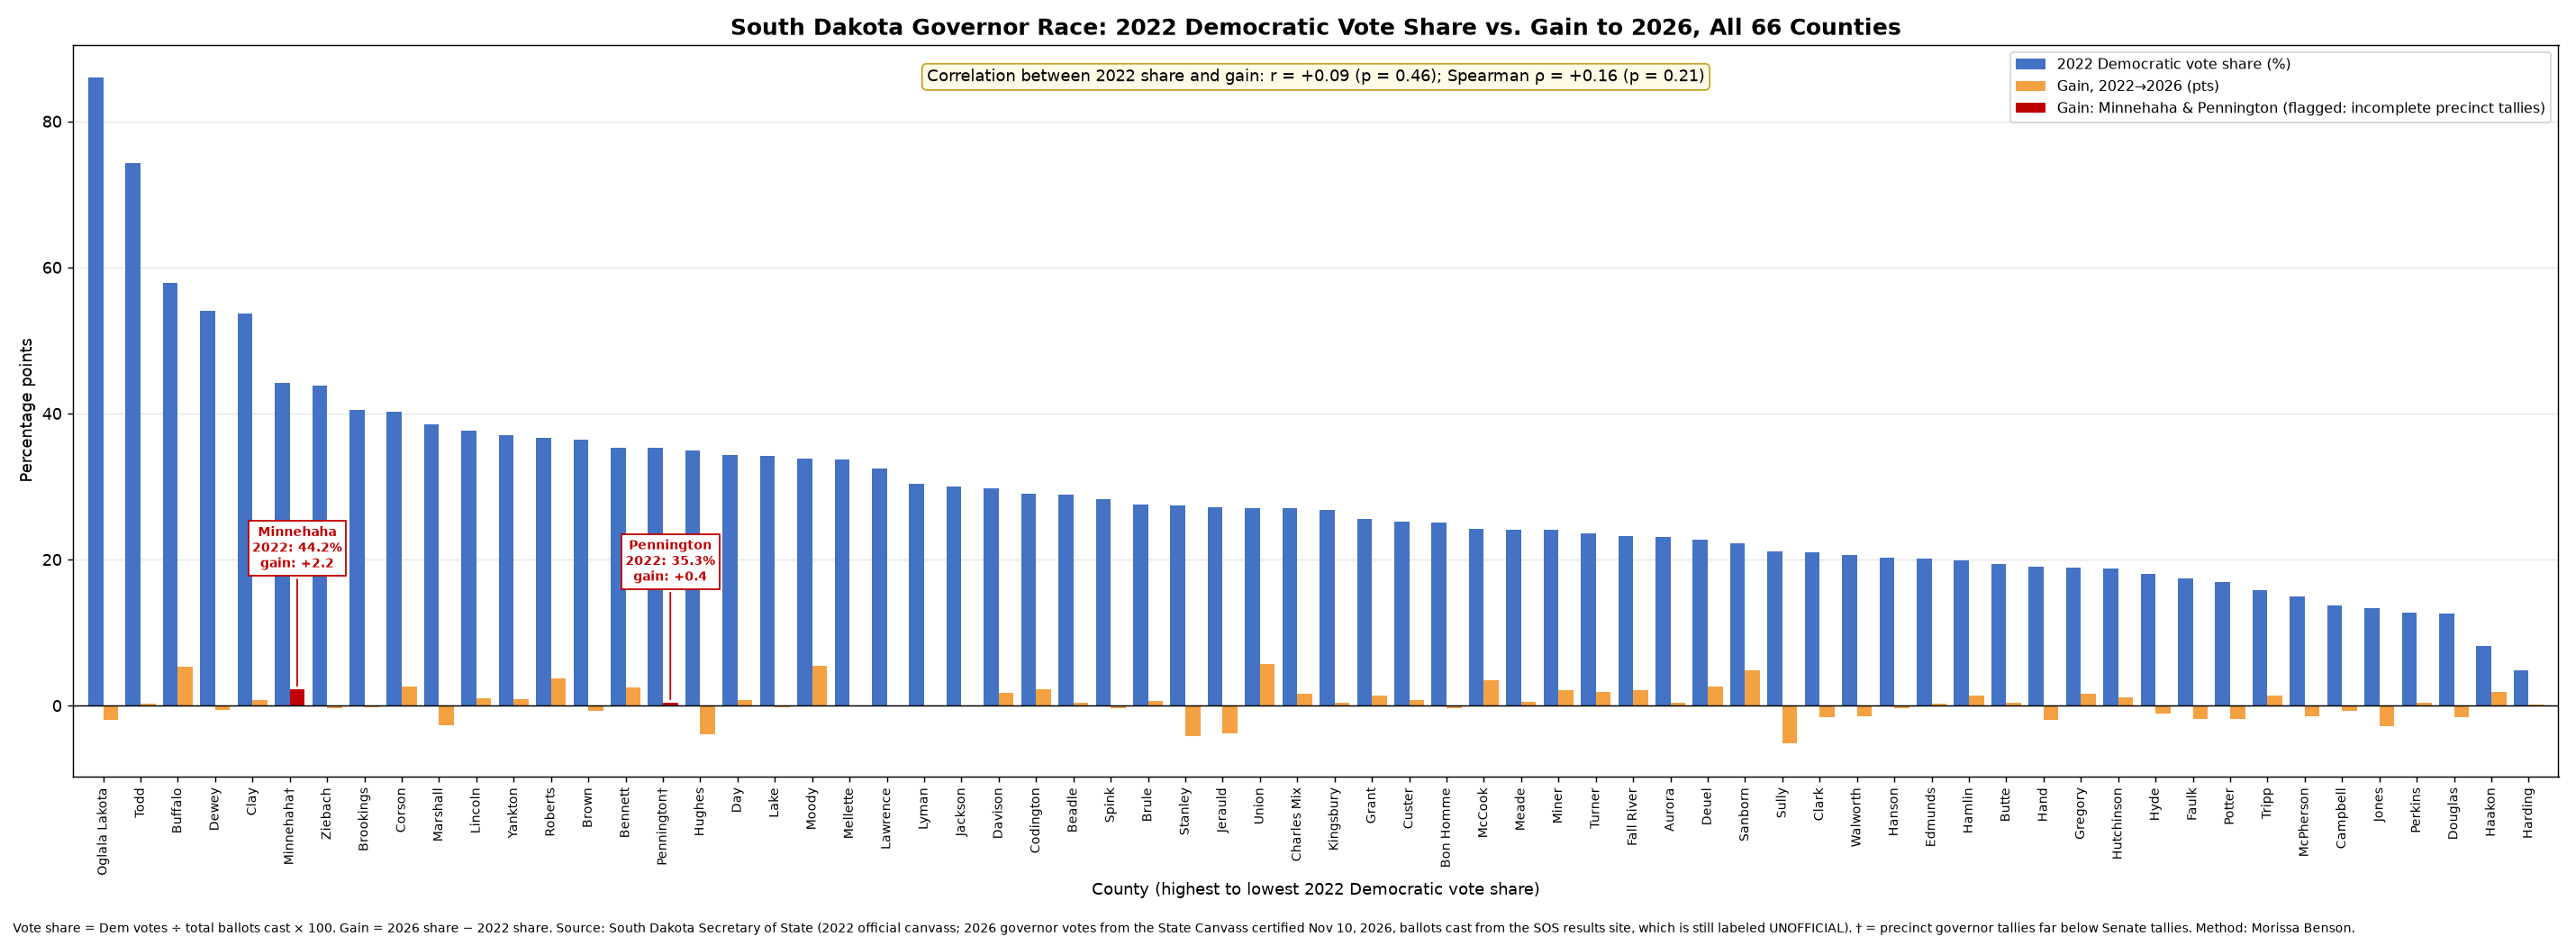 South Dakota Governor Race: 2022 Democratic Vote Share vs. Gain to 2026, All 66 Counties
Correlation between 2022 share and gain: r = +0.09 (p = 0.46); Spearman ρ = +0.16 (p = 0.21)
2022 Democratic vote share (%)
Gain, 2022→2026 (pts)
Gain: Minnehaha & Pennington (flagged: incomplete precinct tallies)
Percentage points
80
60
40
20
0
Minnehaha
2022: 44.2%
gain: +2.2
Pennington
2022: 35.3%
gain: +0.4
Oglala Lakota
Todd
Buffalo
Dewey
Clay
Minnehaha†
Ziebach
Brookings
Corson
Marshall
Lincoln
Yankton
Roberts
Brown
Bennett
Pennington†
Hughes
Day
Lake
Moody
Mellette
Lawrence
Lyman
Jackson
Davison
Codington
Beadle
Spink
Brule
Stanley
Jerauld
Union
Charles Mix
Kingsbury
Grant
Custer
Bon Homme
McCook
Meade
Miner
Turner
Fall River
Aurora
Deuel
Sanborn
Sully
Clark
Walworth
Hanson
Edmunds
Hamlin
Butte
Hand
Gregory
Hutchinson
Hyde
Faulk
Potter
Tripp
McPherson
Campbell
Jones
Perkins
Douglas
Haakon
Harding
County (highest to lowest 2022 Democratic vote share)
Vote share = Dem votes ÷ total ballots cast × 100. Gain = 2026 share − 2022 share. Source: South Dakota Secretary of State (2022 official canvass; 2026 governor votes from the State Canvass certified Nov 10, 2026, ballots cast from the SOS results site, which is still labeled UNOFFICIAL). † = precinct governor tallies far below Senate tallies. Method: Morissa Benson.